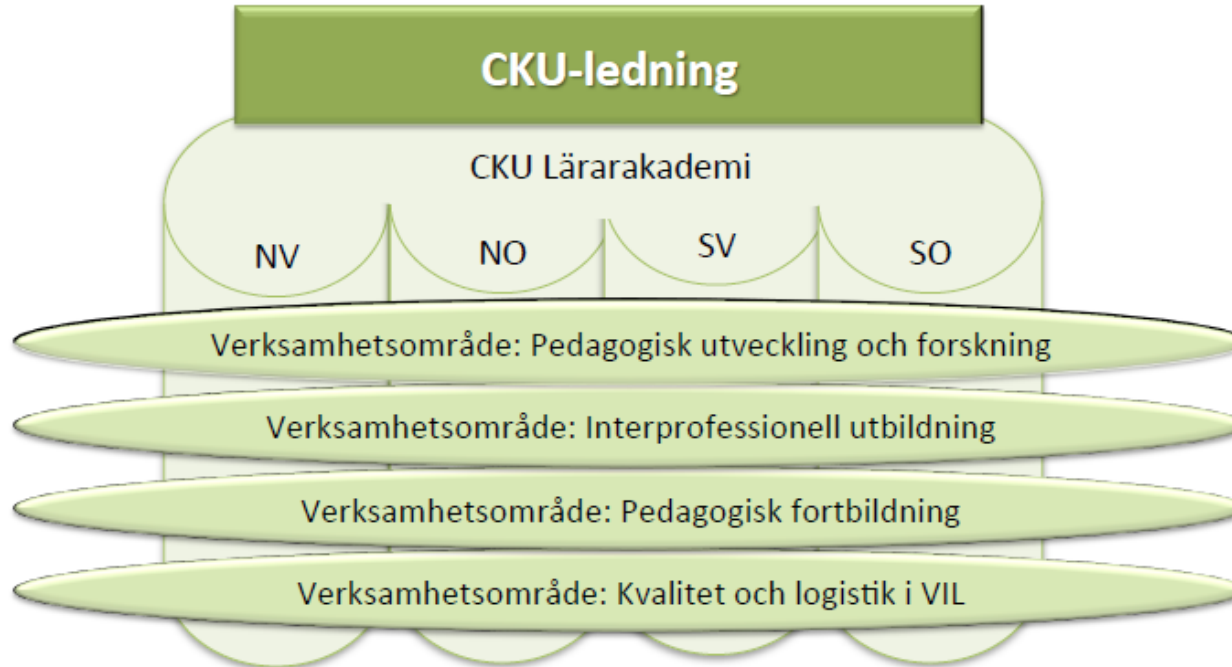 CKU-ledning
CKU Lärarakademi
NV NO SV SO
Verksamhetsområde: Pedagogisk utveckling och forskning
Verksamhetsområde: Interprofessionell utbildning
Verksamhetsområde: Pedagogisk fortbildning
Verksamhetsområde: Kvalitet och logistik i VIL